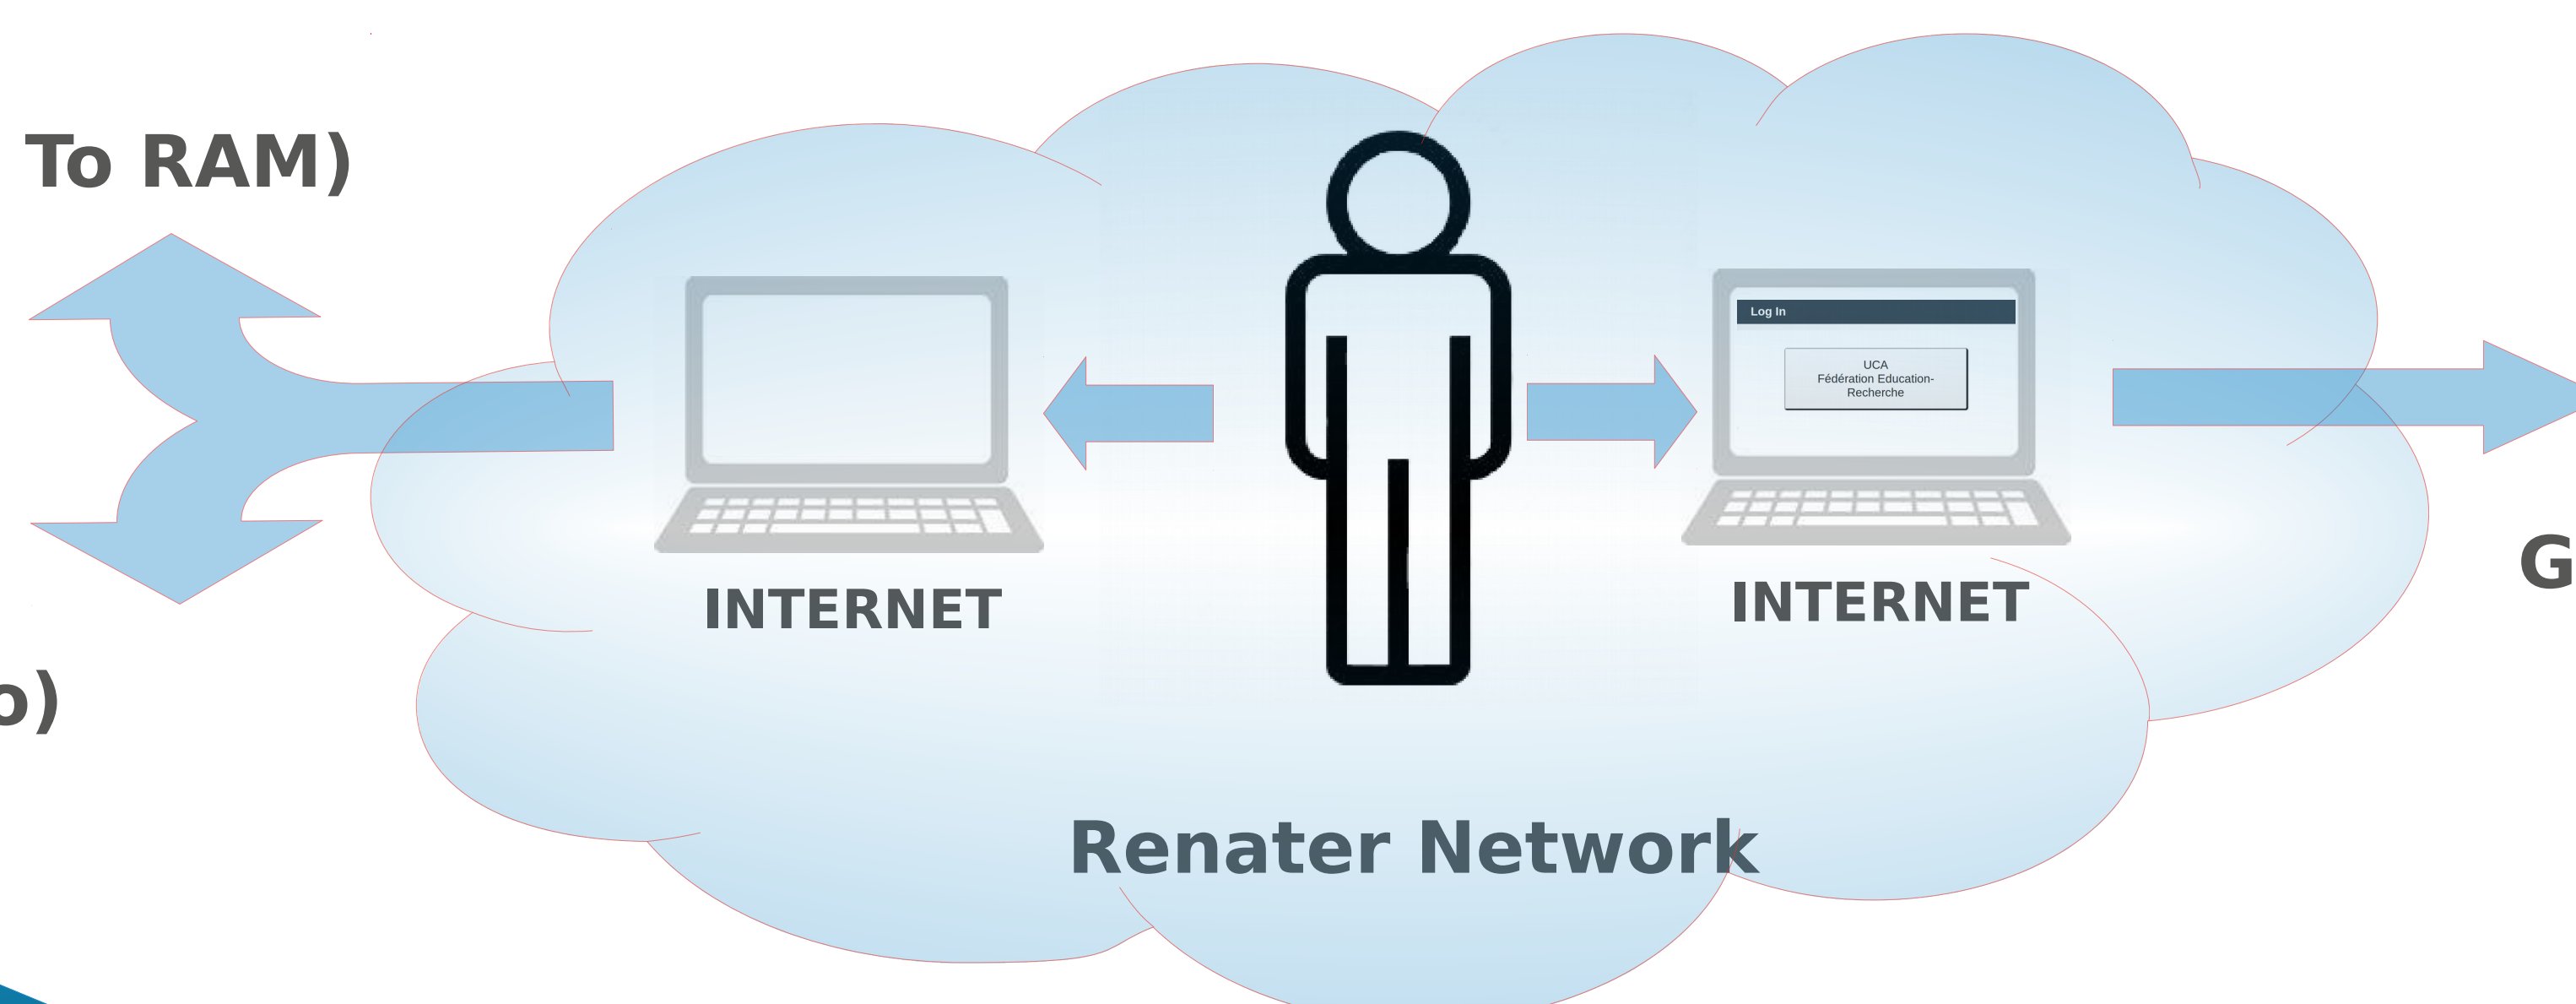 To RAM)
Log In
UCA
Fédération Education-
Recherche
INTERNET
INTERNET
o)
Renater Network
G